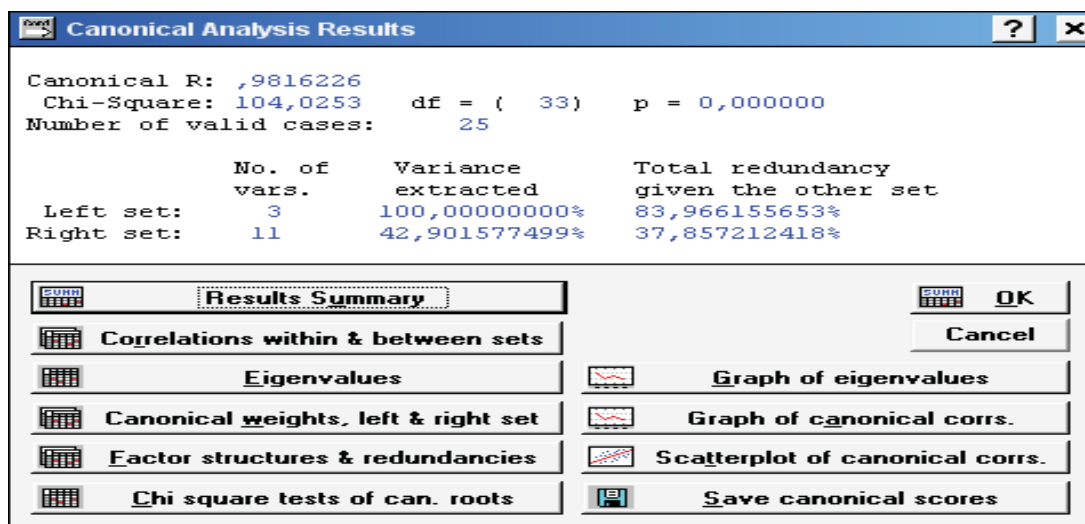 Canonical Analysis Results ? ×
Canonical R: ,9816226
Chi-Square: 104,0253 df = ( 33) p = 0,000000
Number of valid cases: 25
No. of Variance Total redundancy
vars. extracted given the other set
Left set: 3 100,00000000% 83,966155653%
Right set: 11 42,901577499% 37,857212418%
Results Summary OK
Correlations within & between sets Cancel
Eigenvalues Graph of eigenvalues
Canonical weights, left & right set Graph of canonical corrs.
Factor structures & redundancies Scatterplot of canonical corrs.
Chi square tests of can. roots Save canonical scores